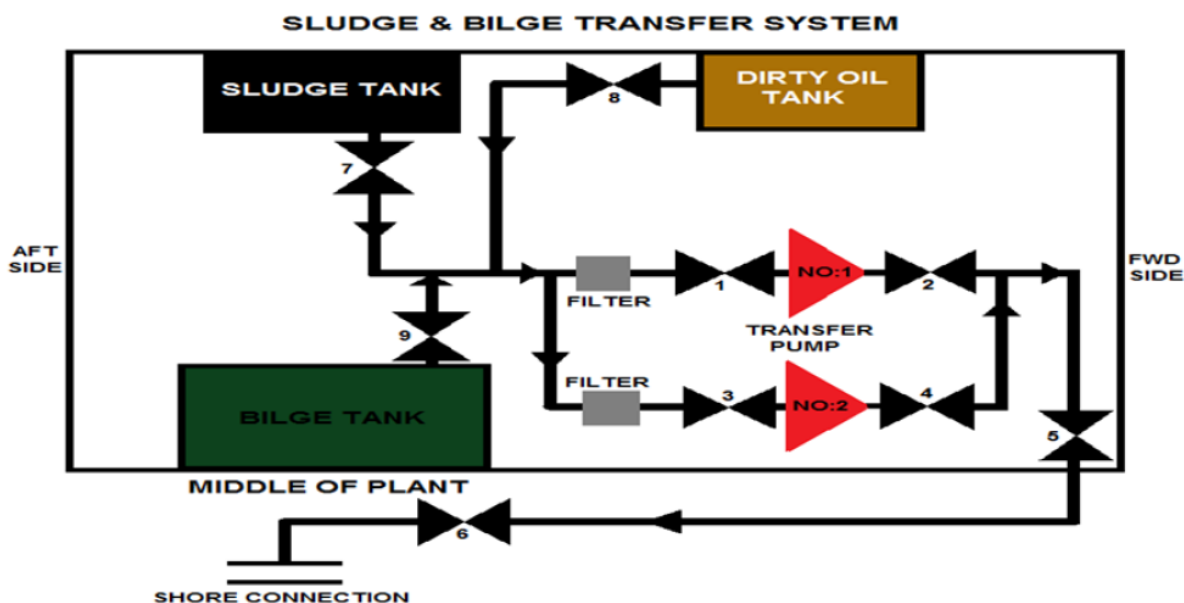 SLUDGE & BILGE TRANSFER SYSTEM
SLUDGE TANK
DIRTY OIL
TANK
8
7
AFT
SIDE
FWD
SIDE
NO:1
1
2
FILTER
TRANSFER
PUMP
9
FILTER
3
NO:2
4
BILGE TANK
5
MIDDLE OF PLANT
6
SHORE CONNECTION